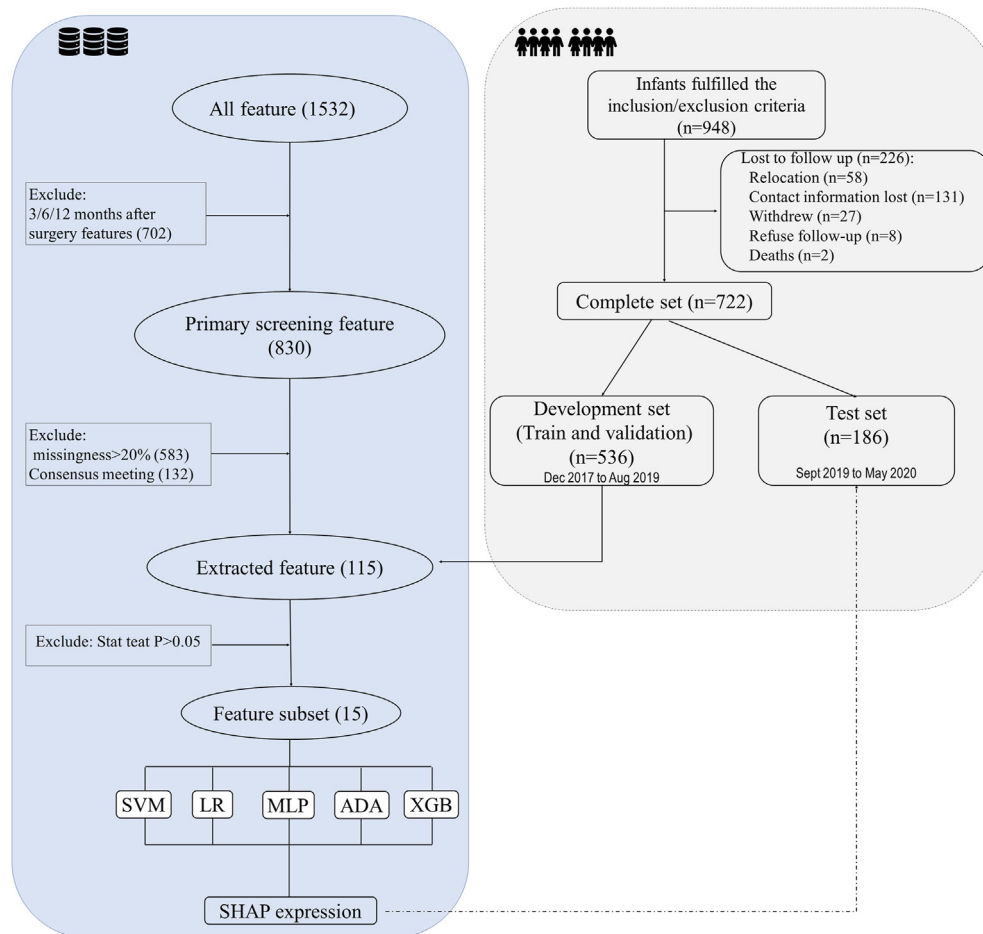 All feature (1532)
Exclude:
3/6/12 months after
surgery features (702)
Primary screening feature
(830)
Exclude:
missingness>20% (583)
Consensus meeting (132)
Extracted feature (115)
Exclude: Stat teat P>0.05
Feature subset (15)
SVM
LR
MLP
ADA
XGB
SHAP expression
Infants fulfilled the
inclusion/exclusion criteria
(n=948)
Lost to follow up (n=226):
Relocation (n=58)
Contact information lost (n=131)
Withdrew (n=27)
Refuse follow-up (n=8)
Deaths (n=2)
Complete set (n=722)
Development set
(Train and validation)
(n=536)
Dec 2017 to Aug 2019
Test set
(n=186)
Sept 2019 to May 2020